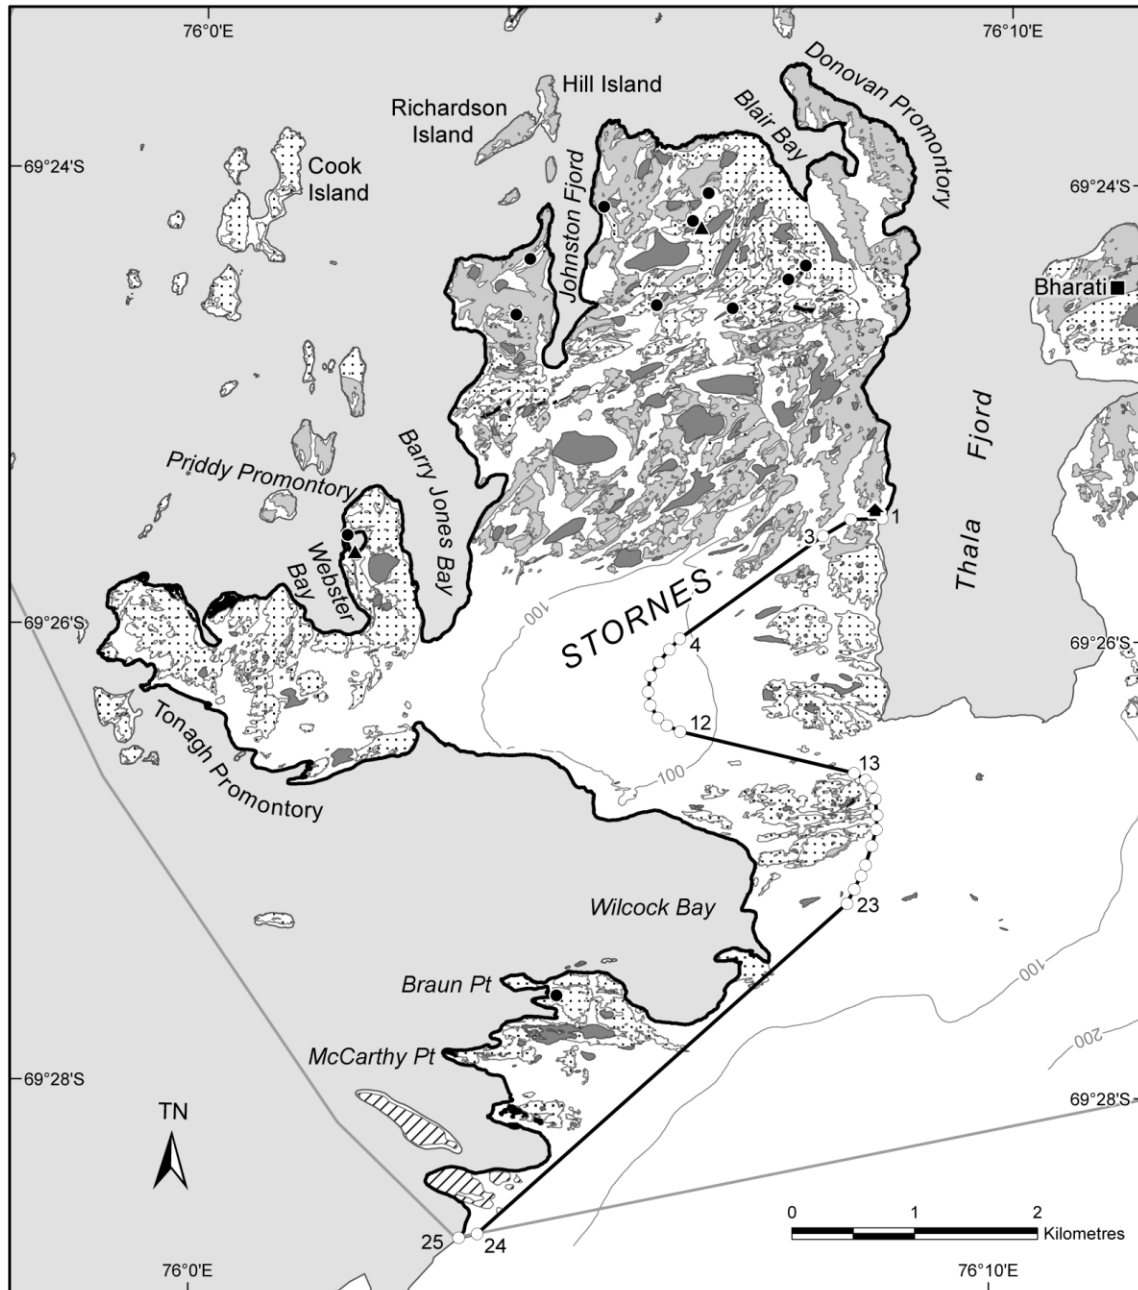 76°0'E
76°10'E
Donovan Promontory
Hill Island
Blair Bay
Richardson
Island
69°24'S
Cook
Island
69°24'S
Johnston Fjord
Bharati
Thala Fjord
Priddy Promontory
Barry Jones Bay
1
3
Webster
Bay
100
STORNES
69°26'S
4
69°26'S
12
Tonagh Promontory
100
13
23
Wilcock Bay
100
Braun Pt
200
McCarthy Pt
69°28'S
69°28'S
TN
0 1 2
Kilometres
25
24
76°0'E
76°10'E